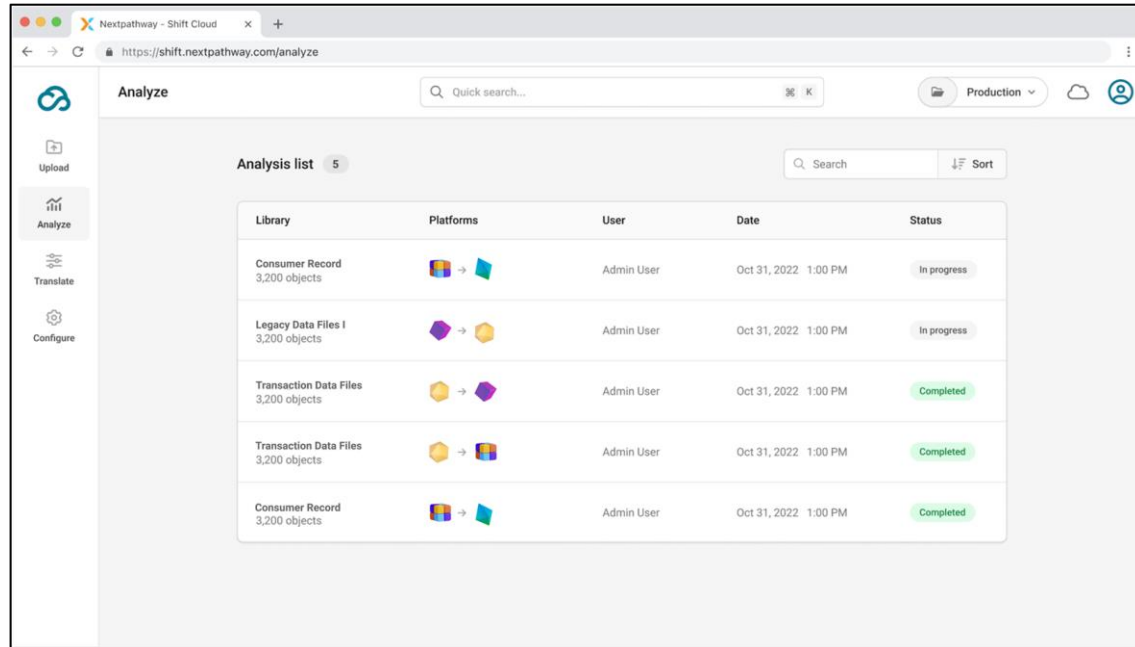 Nextpathway - Shift Cloud
https://shift.nextpathway.com/analyze
Analyze
Quick search...
⌘ K
Production
Upload
Analyze
Translate
Configure
Analysis list 5
Search
Sort
Library Platforms User Date Status
Consumer Record
3,200 objects
Admin User Oct 31, 2022 1:00 PM In progress
Legacy Data Files I
3,200 objects
Admin User Oct 31, 2022 1:00 PM In progress
Transaction Data Files
3,200 objects
Admin User Oct 31, 2022 1:00 PM Completed
Transaction Data Files
3,200 objects
Admin User Oct 31, 2022 1:00 PM Completed
Consumer Record
3,200 objects
Admin User Oct 31, 2022 1:00 PM Completed